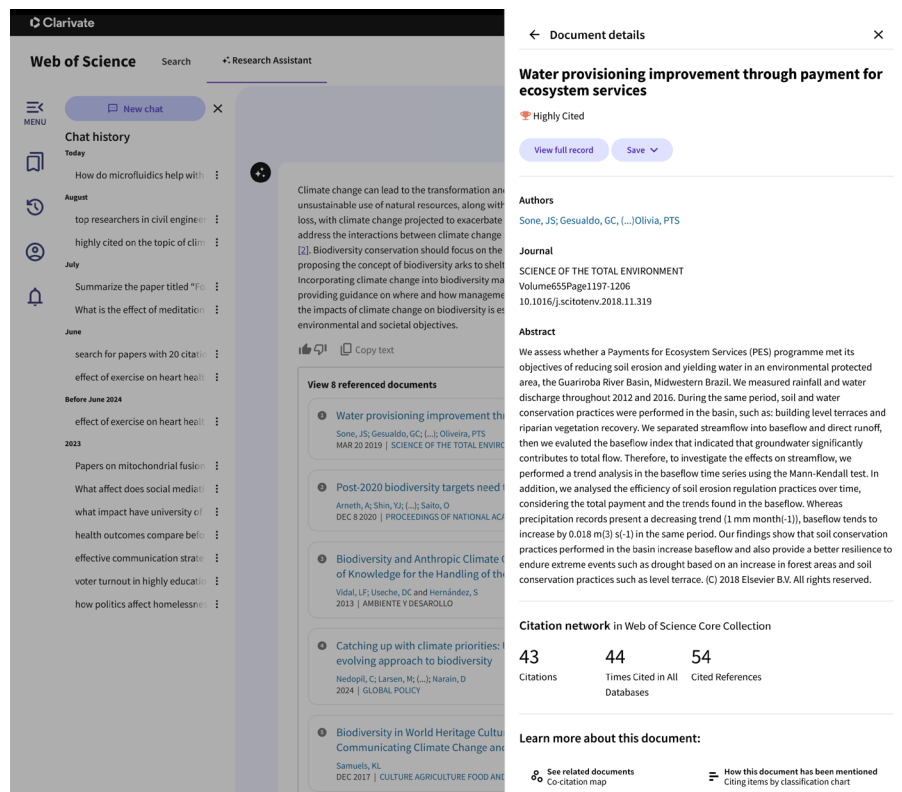 Clarivate
Web of Science
Search
Research Assistant
MENU
New chat
Chat history
Today
How do microfluidics help with
August
top researchers in civil engineer
highly cited on the topic of clim
July
Summarize the paper titled "Fo
What is the effect of meditation
June
search for papers with 20 citatio
effect of exercise on heart healt
Before June 2024
effect of exercise on heart healt
2023
Papers on mitochondrial fusion
What affect does social mediat
what impact have university of
health outcomes compare befo
effective communication strate
voter turnout in highly educatio
how politics affect homelessnes
Climate change can lead to the transformation an
unsustainable use of natural resources, along with
loss, with climate change projected to exacerbate
address the interactions between climate change
[2]. Biodiversity conservation should focus on the
proposing the concept of biodiversity arks to shelt
Incorporating climate change into biodiversity ma
providing guidance on where and how manageme
the impacts of climate change on biodiversity is es
environmental and societal objectives.
Copy text
View 8 referenced documents
1
Water provisioning improvement thr
Sone, JS; Gesualdo, GC; (...); Oliveira, PTS
MAR 20 2019 | SCIENCE OF THE TOTAL ENVIRO
2
Post-2020 biodiversity targets need t
Arneth, A; Shin, YJ; (...); Saito, O
DEC 8 2020 | PROCEEDINGS OF NATIONAL ACA
3
Biodiversity and Anthropic Climate C
of Knowledge for the Handling of the
Vidal, LF; Useche, DC and Hernández, S
2013 | AMBIENTE Y DESAROLLO
4
Catching up with climate priorities: t
evolving approach to biodiversity
Nedopil, C; Larsen, M; (...); Narain, D
2024 | GLOBAL POLICY
5
Biodiversity in World Heritage Cultu
Communicating Climate Change and
Samuels, KL
DEC 2017 | CULTURE AGRICULTURE FOOD AND
Document details
Water provisioning improvement through payment for
ecosystem services
Highly Cited
View full record
Save
Authors
Sone, JS; Gesualdo, GC, (...)Olivia, PTS
Journal
SCIENCE OF THE TOTAL ENVIRONMENT
Volume655Page1197-1206
10.1016/j.scitotenv.2018.11.319
Abstract
We assess whether a Payments for Ecosystem Services (PES) programme met its
objectives of reducing soil erosion and yielding water in an environmental protected
area, the Guariroba River Basin, Midwestern Brazil. We measured rainfall and water
discharge throughout 2012 and 2016. During the same period, soil and water
conservation practices were performed in the basin, such as: building level terraces and
riparian vegetation recovery. We separated streamflow into baseflow and direct runoff,
then we evaluted the baseflow index that indicated that groundwater significantly
contributes to total flow. Therefore, to investigate the effects on streamflow, we
performed a trend analysis in the baseflow time series using the Mann-Kendall test. In
addition, we analysed the efficiency of soil erosion regulation practices over time,
considering the total payment and the trends found in the baseflow. Whereas
precipitation records present a decreasing trend (1 mm month(-1)), baseflow tends to
increase by 0.018 m(3) s(-1) in the same period. Our findings show that soil conservation
practices performed in the basin increase baseflow and also provide a better resilience to
endure extreme events such as drought based on an increase in forest areas and soil
conservation practices such as level terrace. (C) 2018 Elsevier B.V. All rights reserved.
Citation network in Web of Science Core Collection
43
Citations
44
Times Cited in All
Databases
54
Cited References
Learn more about this document:
See related documents
Co-citation map
How this document has been mentioned
Citing items by classification chart